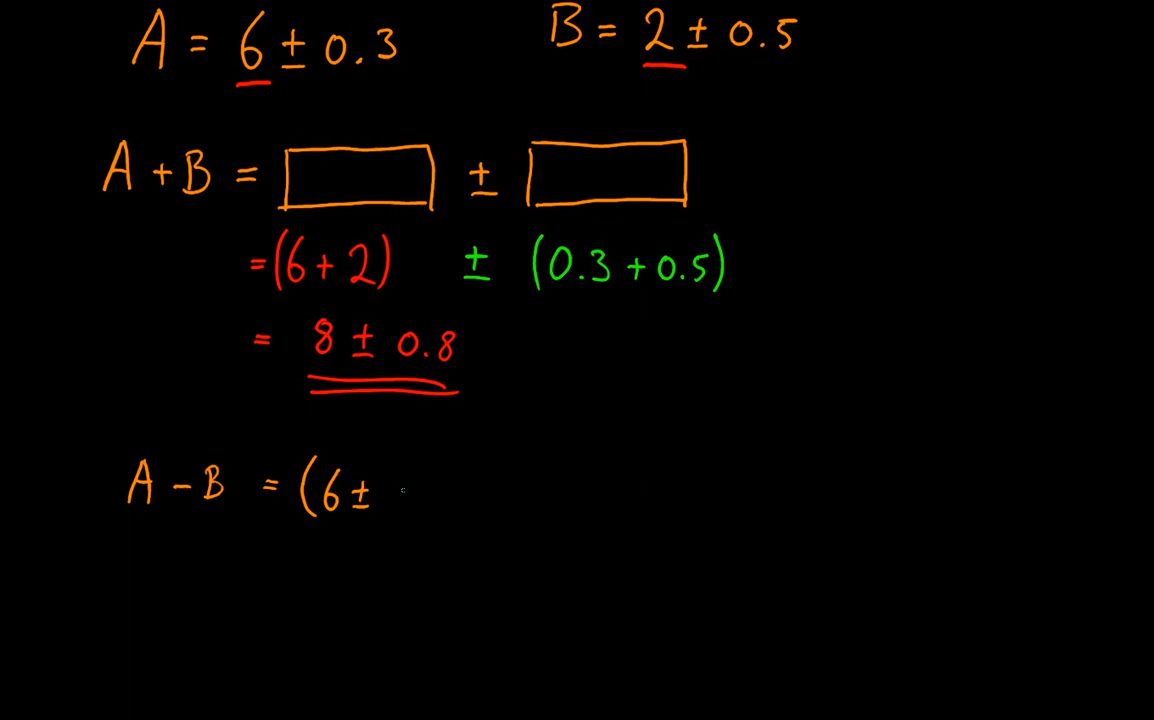 A = 6 ± 0.3 B = 2 ± 0.5
A + B = ±
= (6 + 2) ± (0.3 + 0.5)
= 8 ± 0.8
A - B = (6 ±